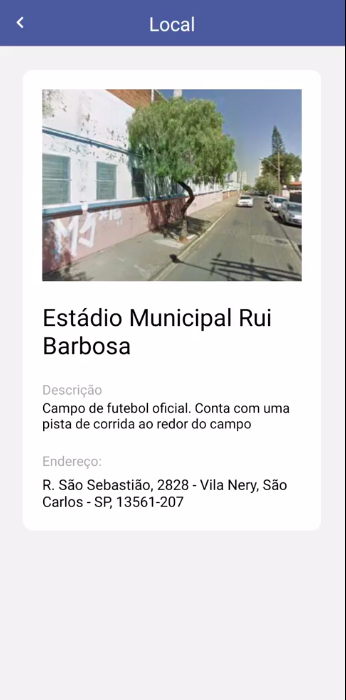 Local
Estádio Municipal Rui
Barbosa
Descrição
Campo de futebol oficial. Conta com uma
pista de corrida ao redor do campo
Endereço:
R. São Sebastião, 2828 - Vila Nery, São
Carlos - SP, 13561-207